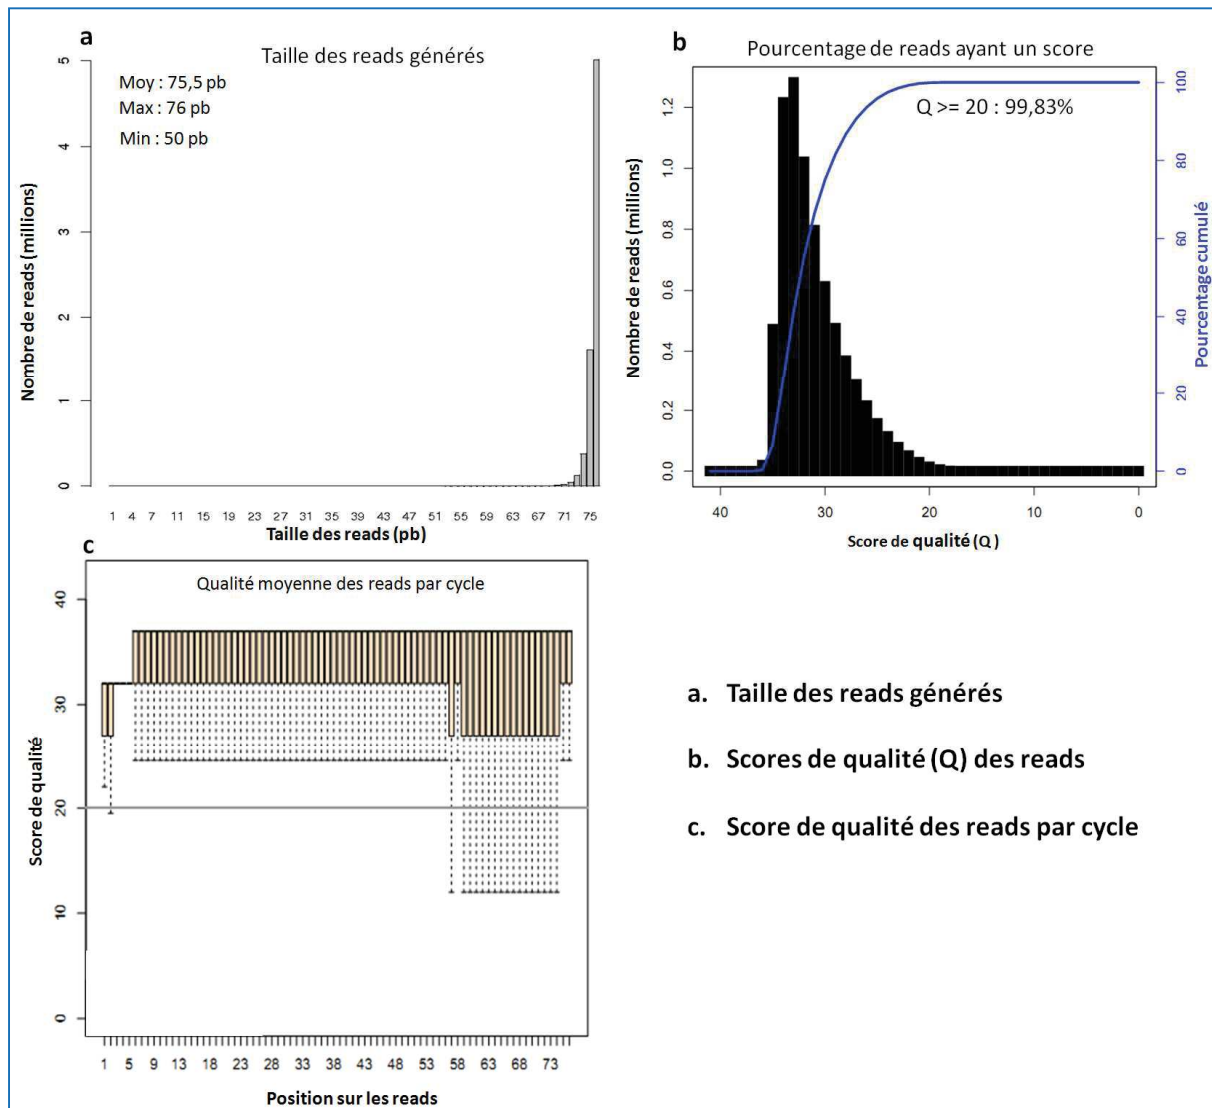 a
Taille des reads générés
Moy : 75,5 pb
Max : 76 pb
Min : 50 pb
Nombre de reads (millions)
5
4
3
2
1
0
1 4 7 11 15 19 23 27 31 35 39 43 47 51 55 59 63 67 71 75
Taille des reads (pb)
b
Pourcentage de reads ayant un score
Q >= 20 : 99,83%
Nombre de reads (millions)
1.2
1.0
0.8
0.6
0.4
0.2
0.0
100
80
60
40
20
0
Pourcentage cumulé
40 30 20 10 0
Score de qualité (Q )
c
Qualité moyenne des reads par cycle
Score de qualité
40
30
20
10
0
1 5 9 13 18 23 28 33 38 43 48 53 58 63 68 73
Position sur les reads
a. Taille des reads générés
b. Scores de qualité (Q) des reads
c. Score de qualité des reads par cycle